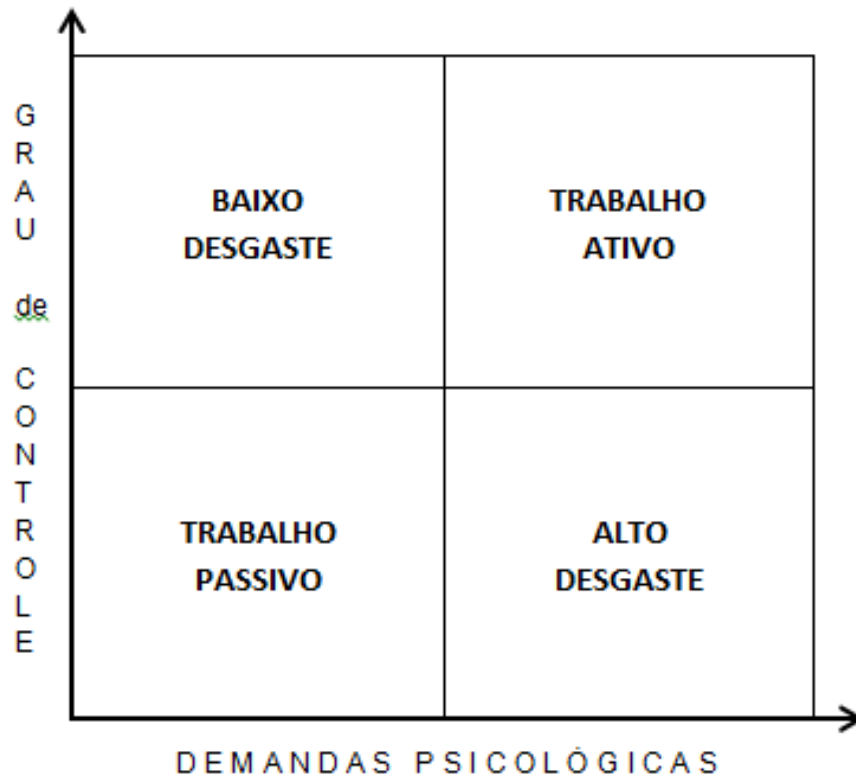 GRAU de CONTROLE
BAIXO
DESGASTE
TRABALHO
ATIVO
TRABALHO
PASSIVO
ALTO
DESGASTE
DEMANDAS PSICOLÓGICAS